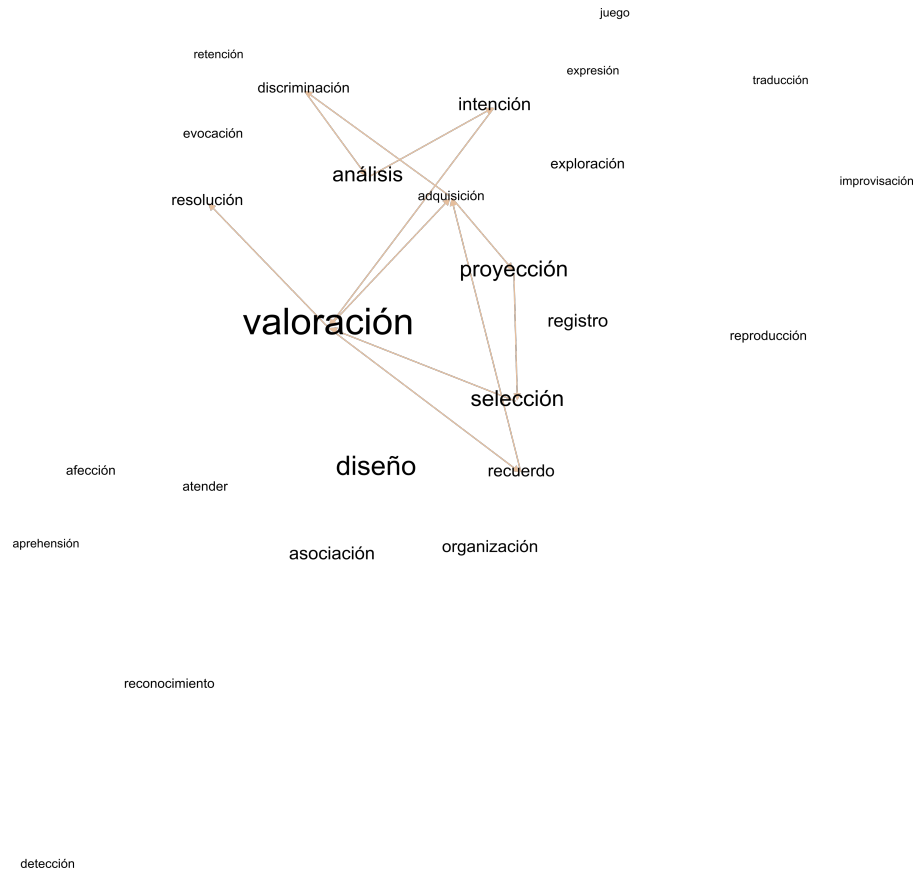 juego
retención
expresión
traducción
discriminación
intención
evocación
exploración
análisis
improvisación
adquisición
resolución
proyección
valoración
registro
reproducción
selección
diseño
afección
recuerdo
atender
aprehensión
organización
asociación
reconocimiento
detección